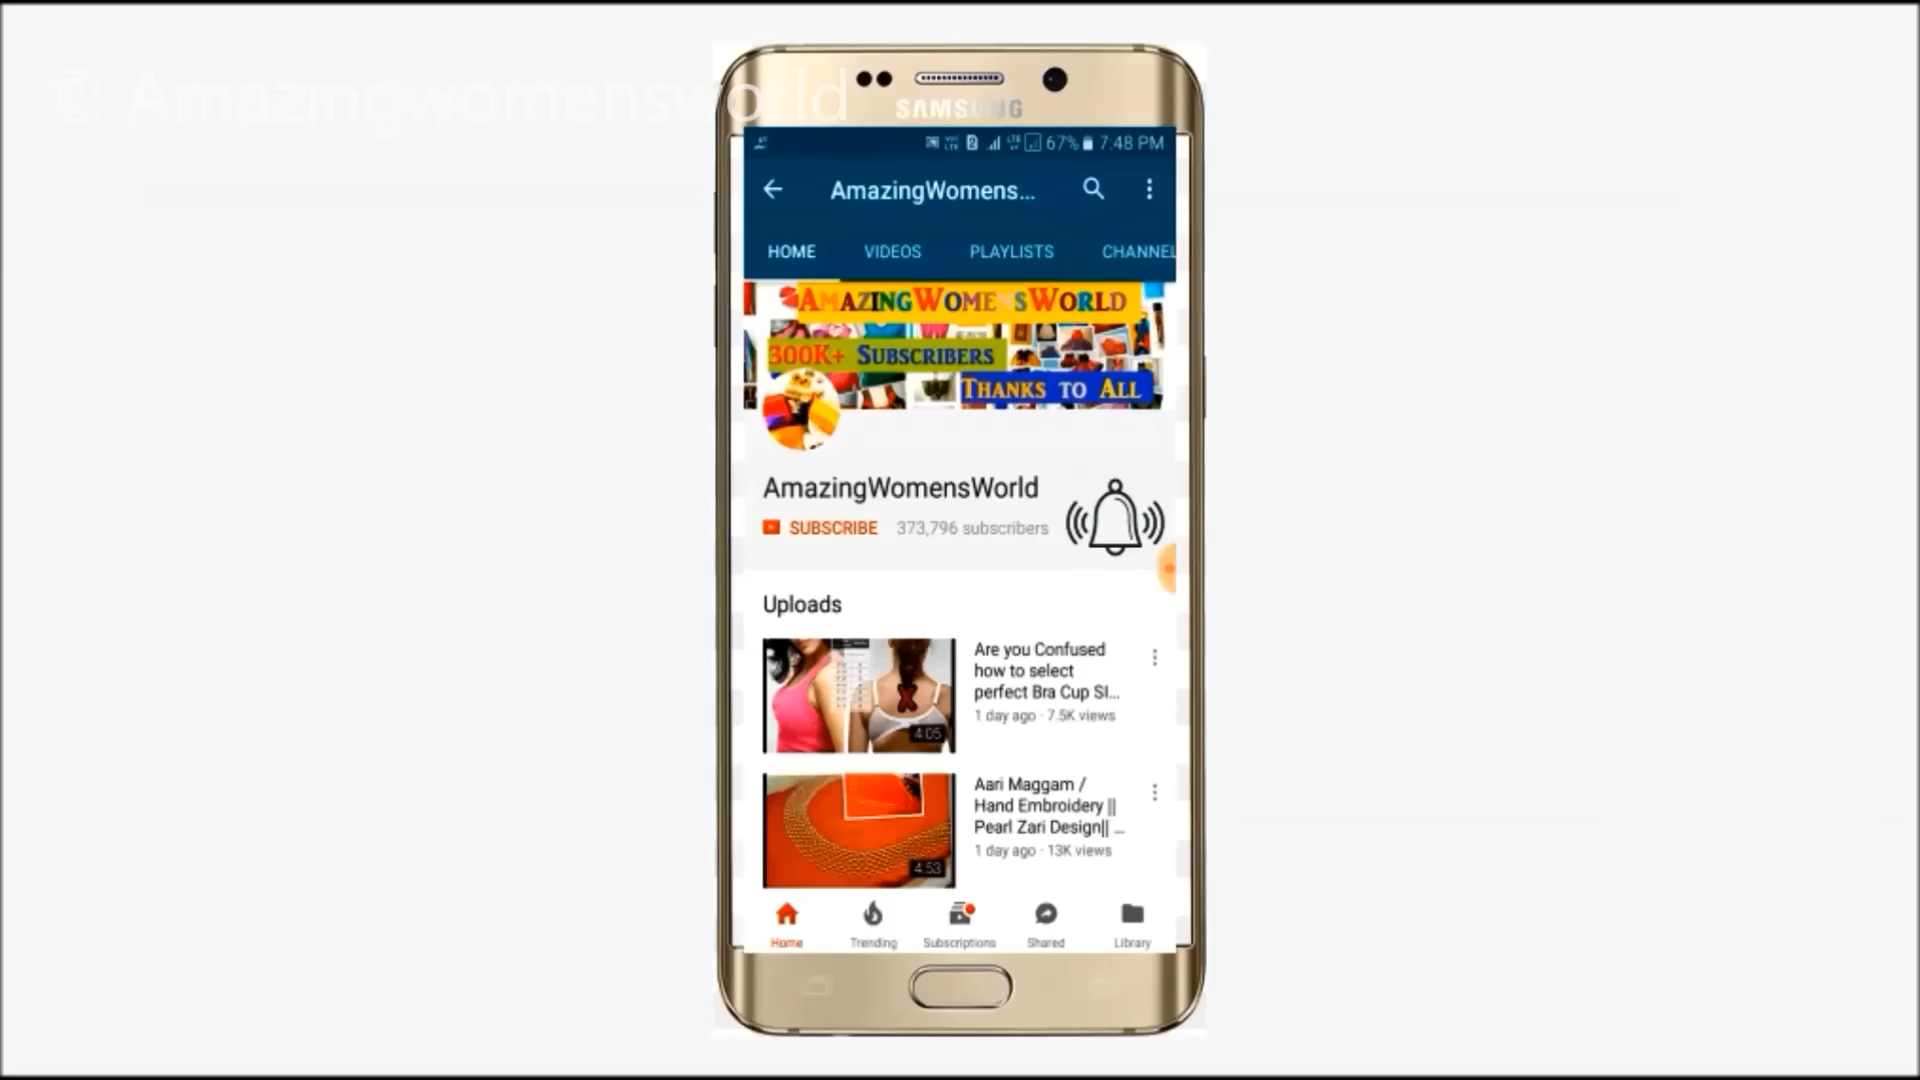 © Amazingwomensworld
SAMSUNG
67% 7.48 PM
AmazingWomens...
HOME VIDEOS PLAYLISTS CHANNEL
AMAZINGWOMENSWORLD
300K+ SUBSCRIBERS
THANKS TO ALL
AmazingWomensWorld
SUBSCRIBE 373,796 subscribers
Uploads
Are you Confused
how to select
perfect Bra Cup SI...
1 day ago · 7.5K views
4:05
Aari Maggam /
Hand Embroidery ||
Pearl Zari Design|| ...
1 day ago · 13K views
4:53
Home Trending Subscriptions Shared Library